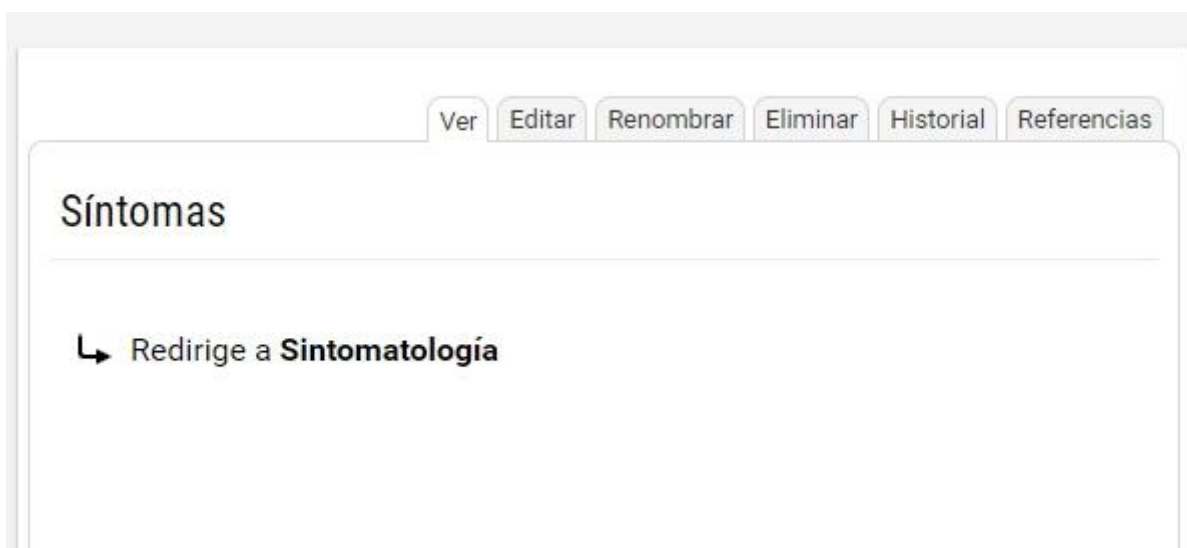 Ver Editar Renombrar Eliminar Historial Referencias
Síntomas
Redirige a Sintomatología